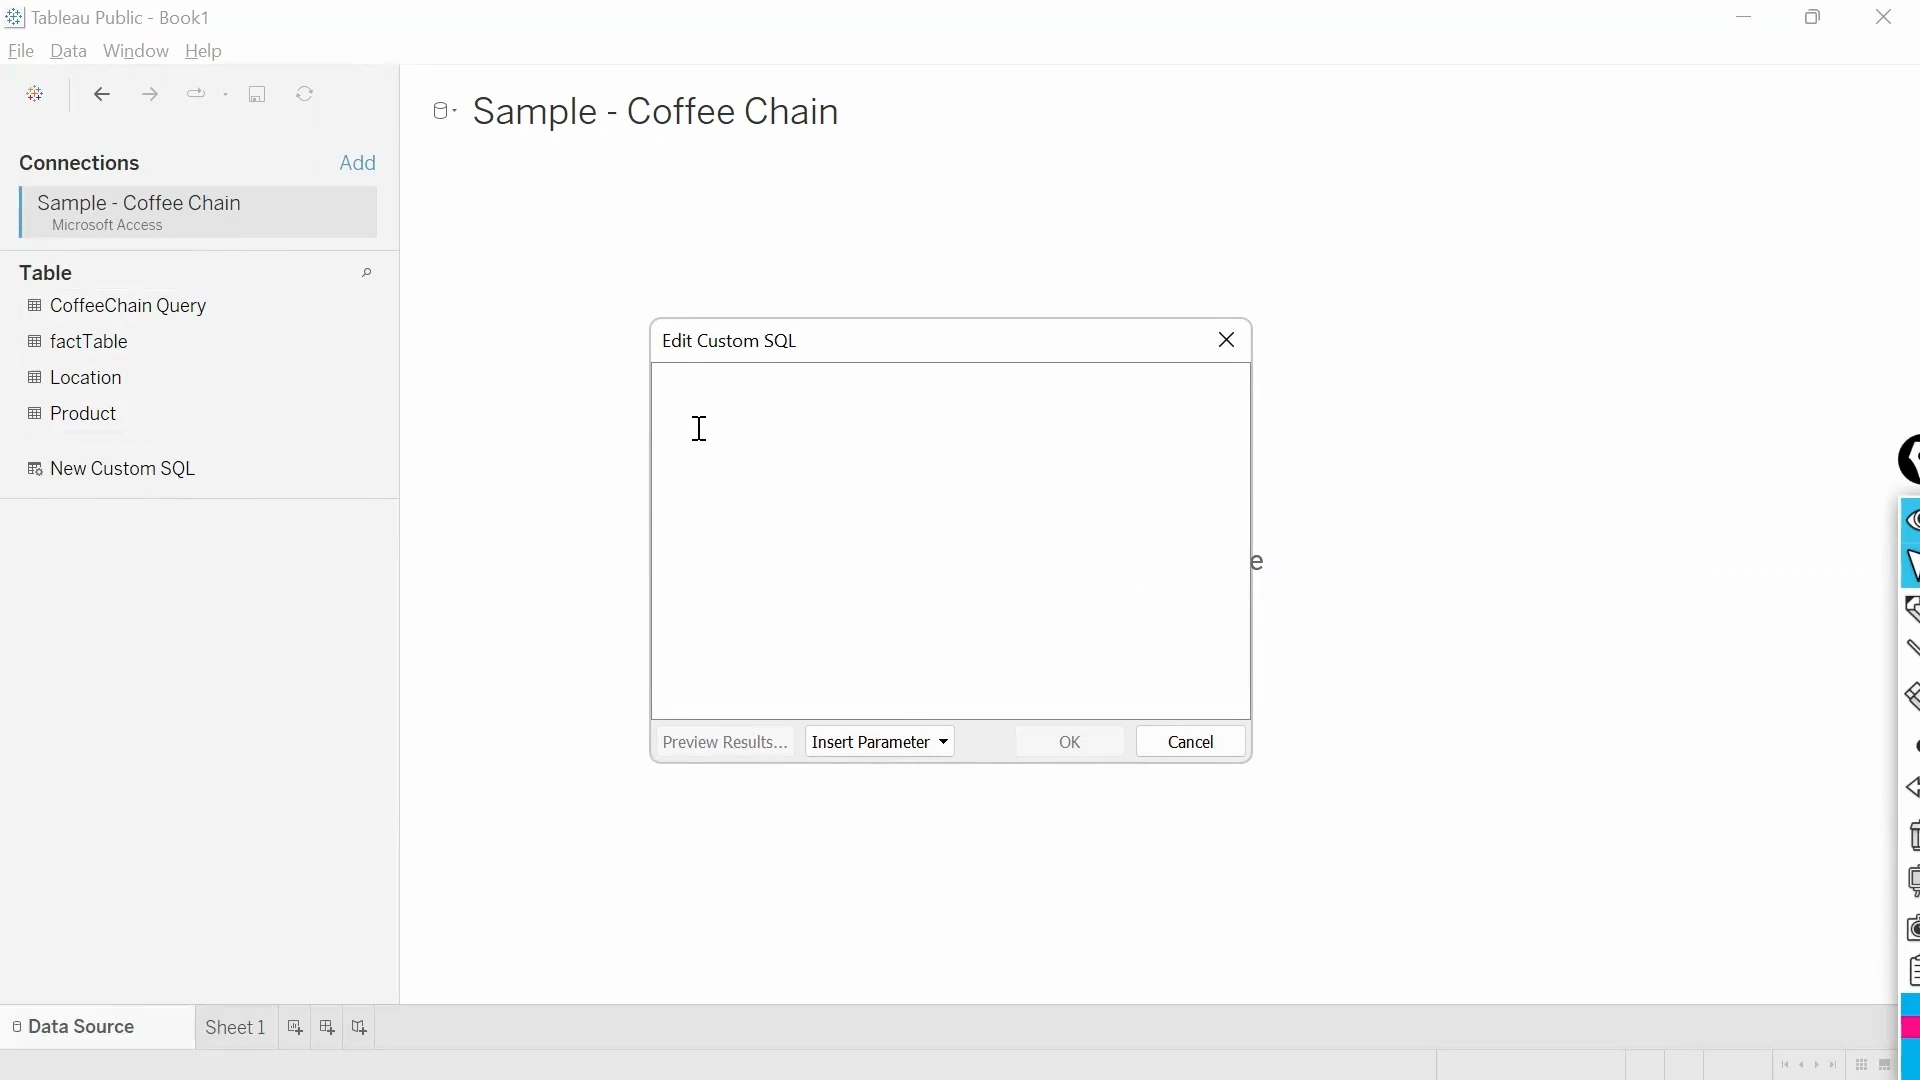 Tableau Public - Book1
File Data Window Help
Sample - Coffee Chain
Connections Add
Sample - Coffee Chain
Microsoft Access
Table
CoffeeChain Query
factTable
Location
Product
New Custom SQL
Edit Custom SQL
e
Preview Results... Insert Parameter OK Cancel
Data Source Sheet 1